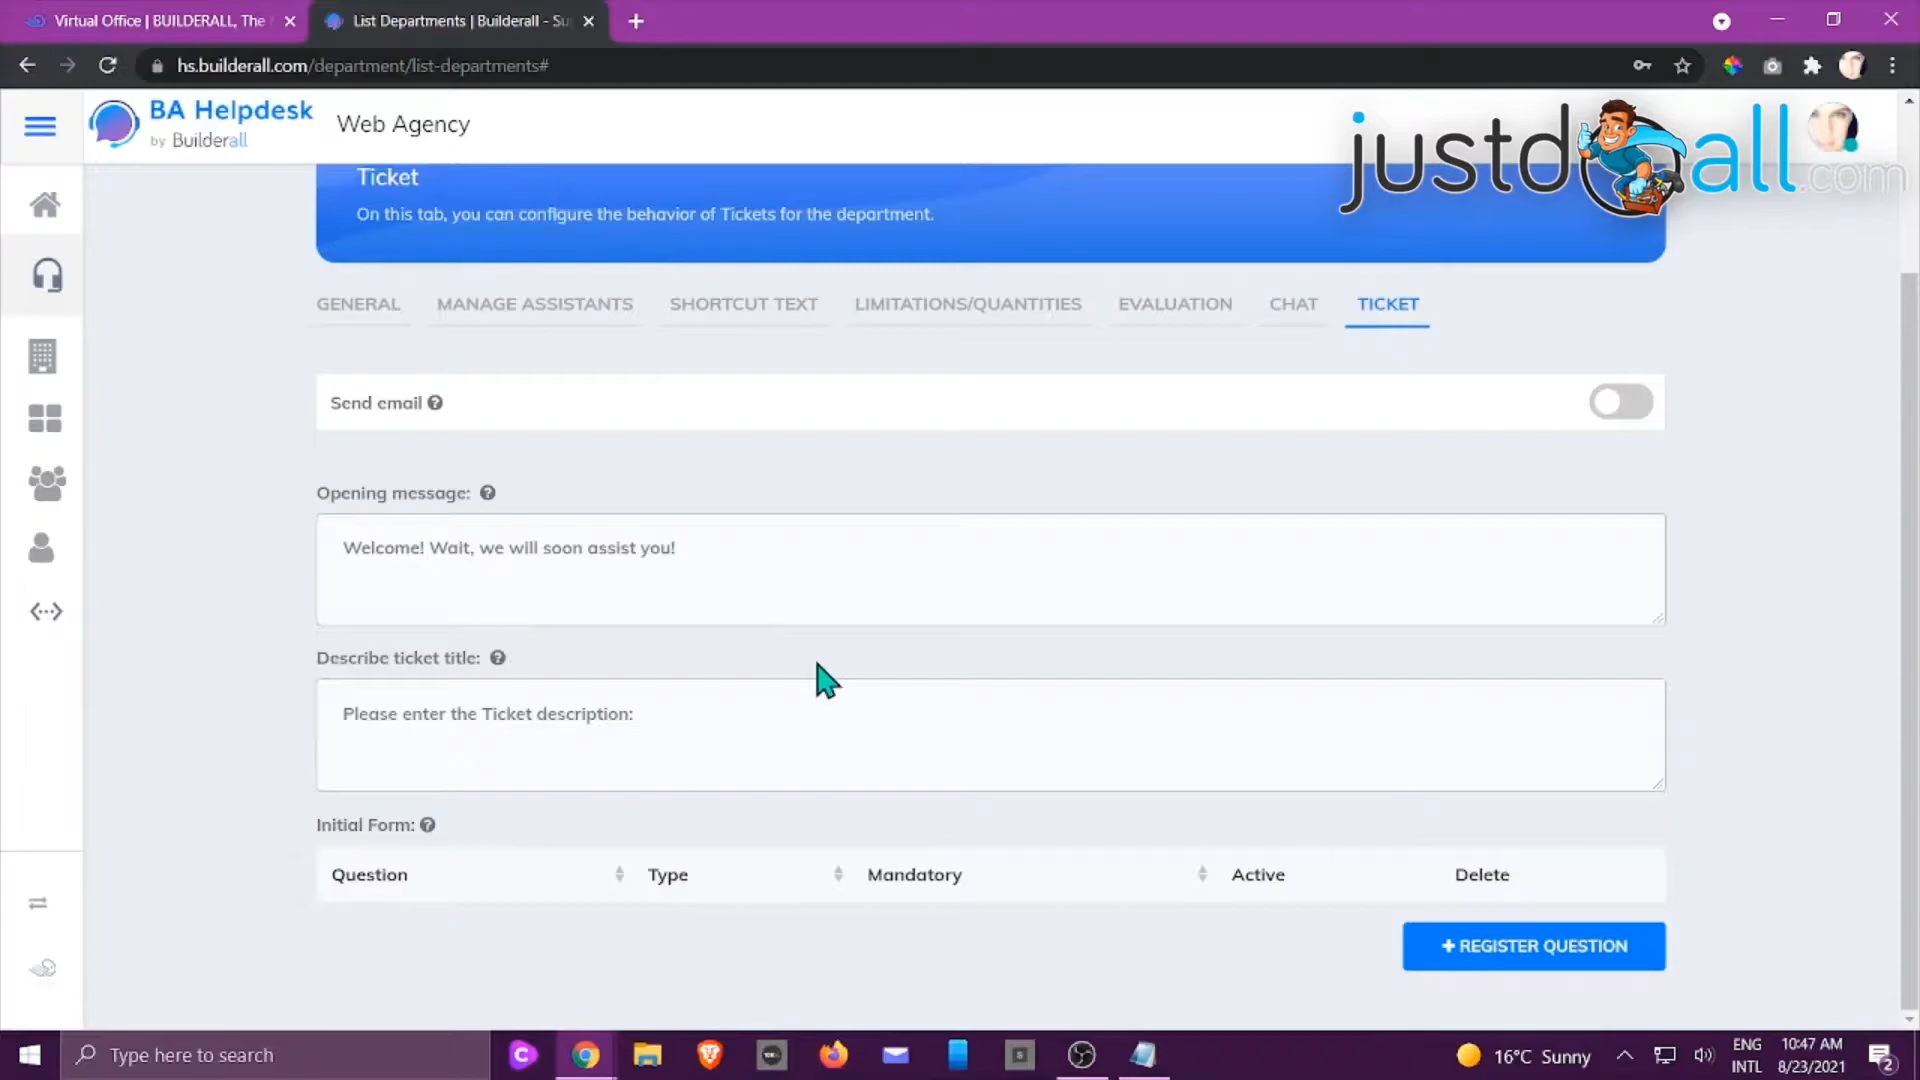 Virtual Office | BUILDERALL, The
List Departments | Builderall - Su
hs.builderall.com/department/list-departments#
BA Helpdesk
by Builderall
Web Agency
justdoall.com
Ticket
On this tab, you can configure the behavior of Tickets for the department.
GENERAL MANAGE ASSISTANTS SHORTCUT TEXT LIMITATIONS/QUANTITIES EVALUATION CHAT TICKET
Send email
Opening message:
Welcome! Wait, we will soon assist you!
Describe ticket title:
Please enter the Ticket description:
Initial Form:
Question Type Mandatory Active Delete
+ REGISTER QUESTION
Type here to search
16°C Sunny
ENG
INTL
10:47 AM
8/23/2021
2